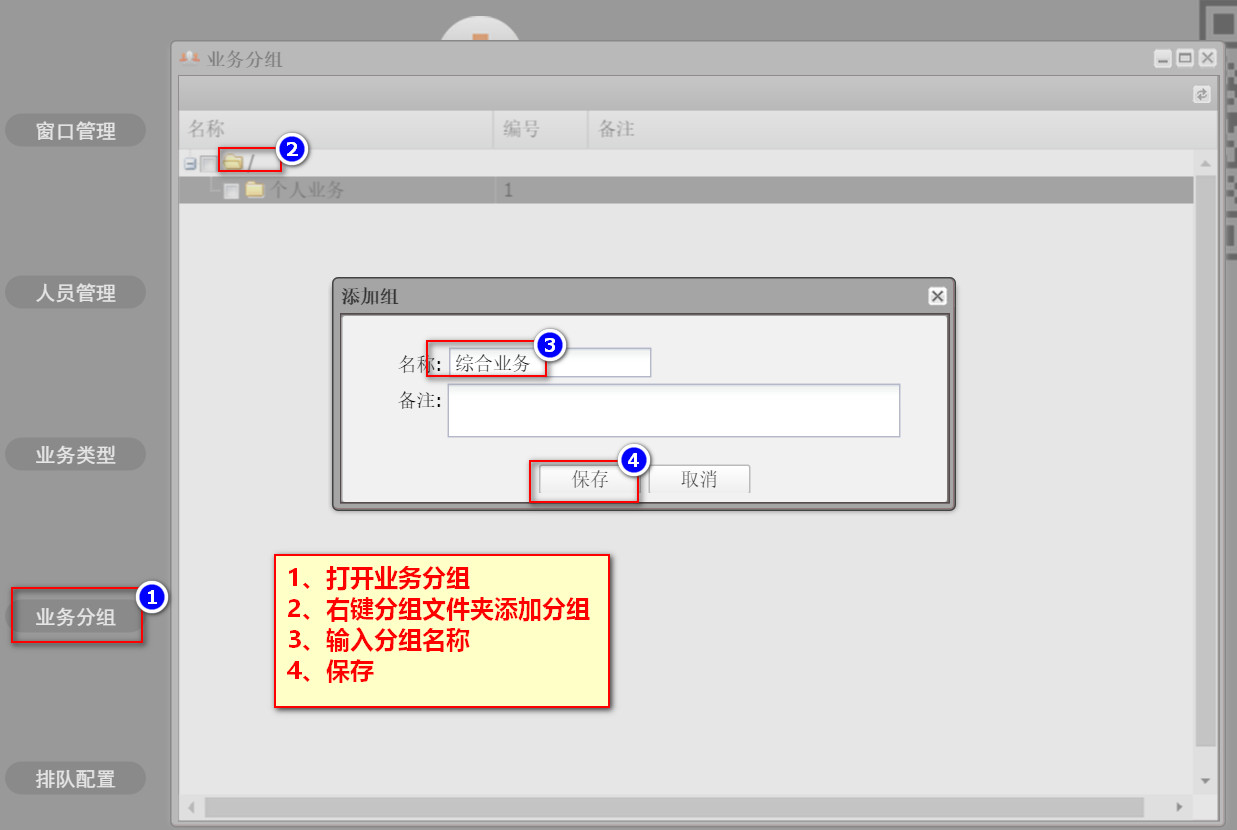 业务分组
窗口管理
名称 编号 备注
2
/
个人业务 1
人员管理
添加组
3
名称: 综合业务
备注:
业务类型
4
保存 取消
1
业务分组
1、打开业务分组
2、右键分组文件夹添加分组
3、输入分组名称
4、保存
排队配置